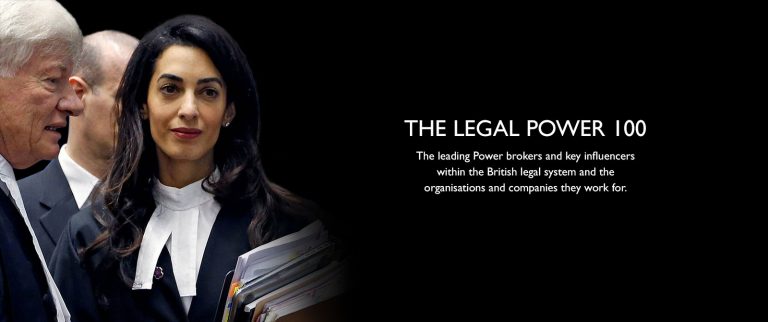 THE LEGAL POWER 100
The leading Power brokers and key influencers
within the British legal system and the
organisations and companies they work for.